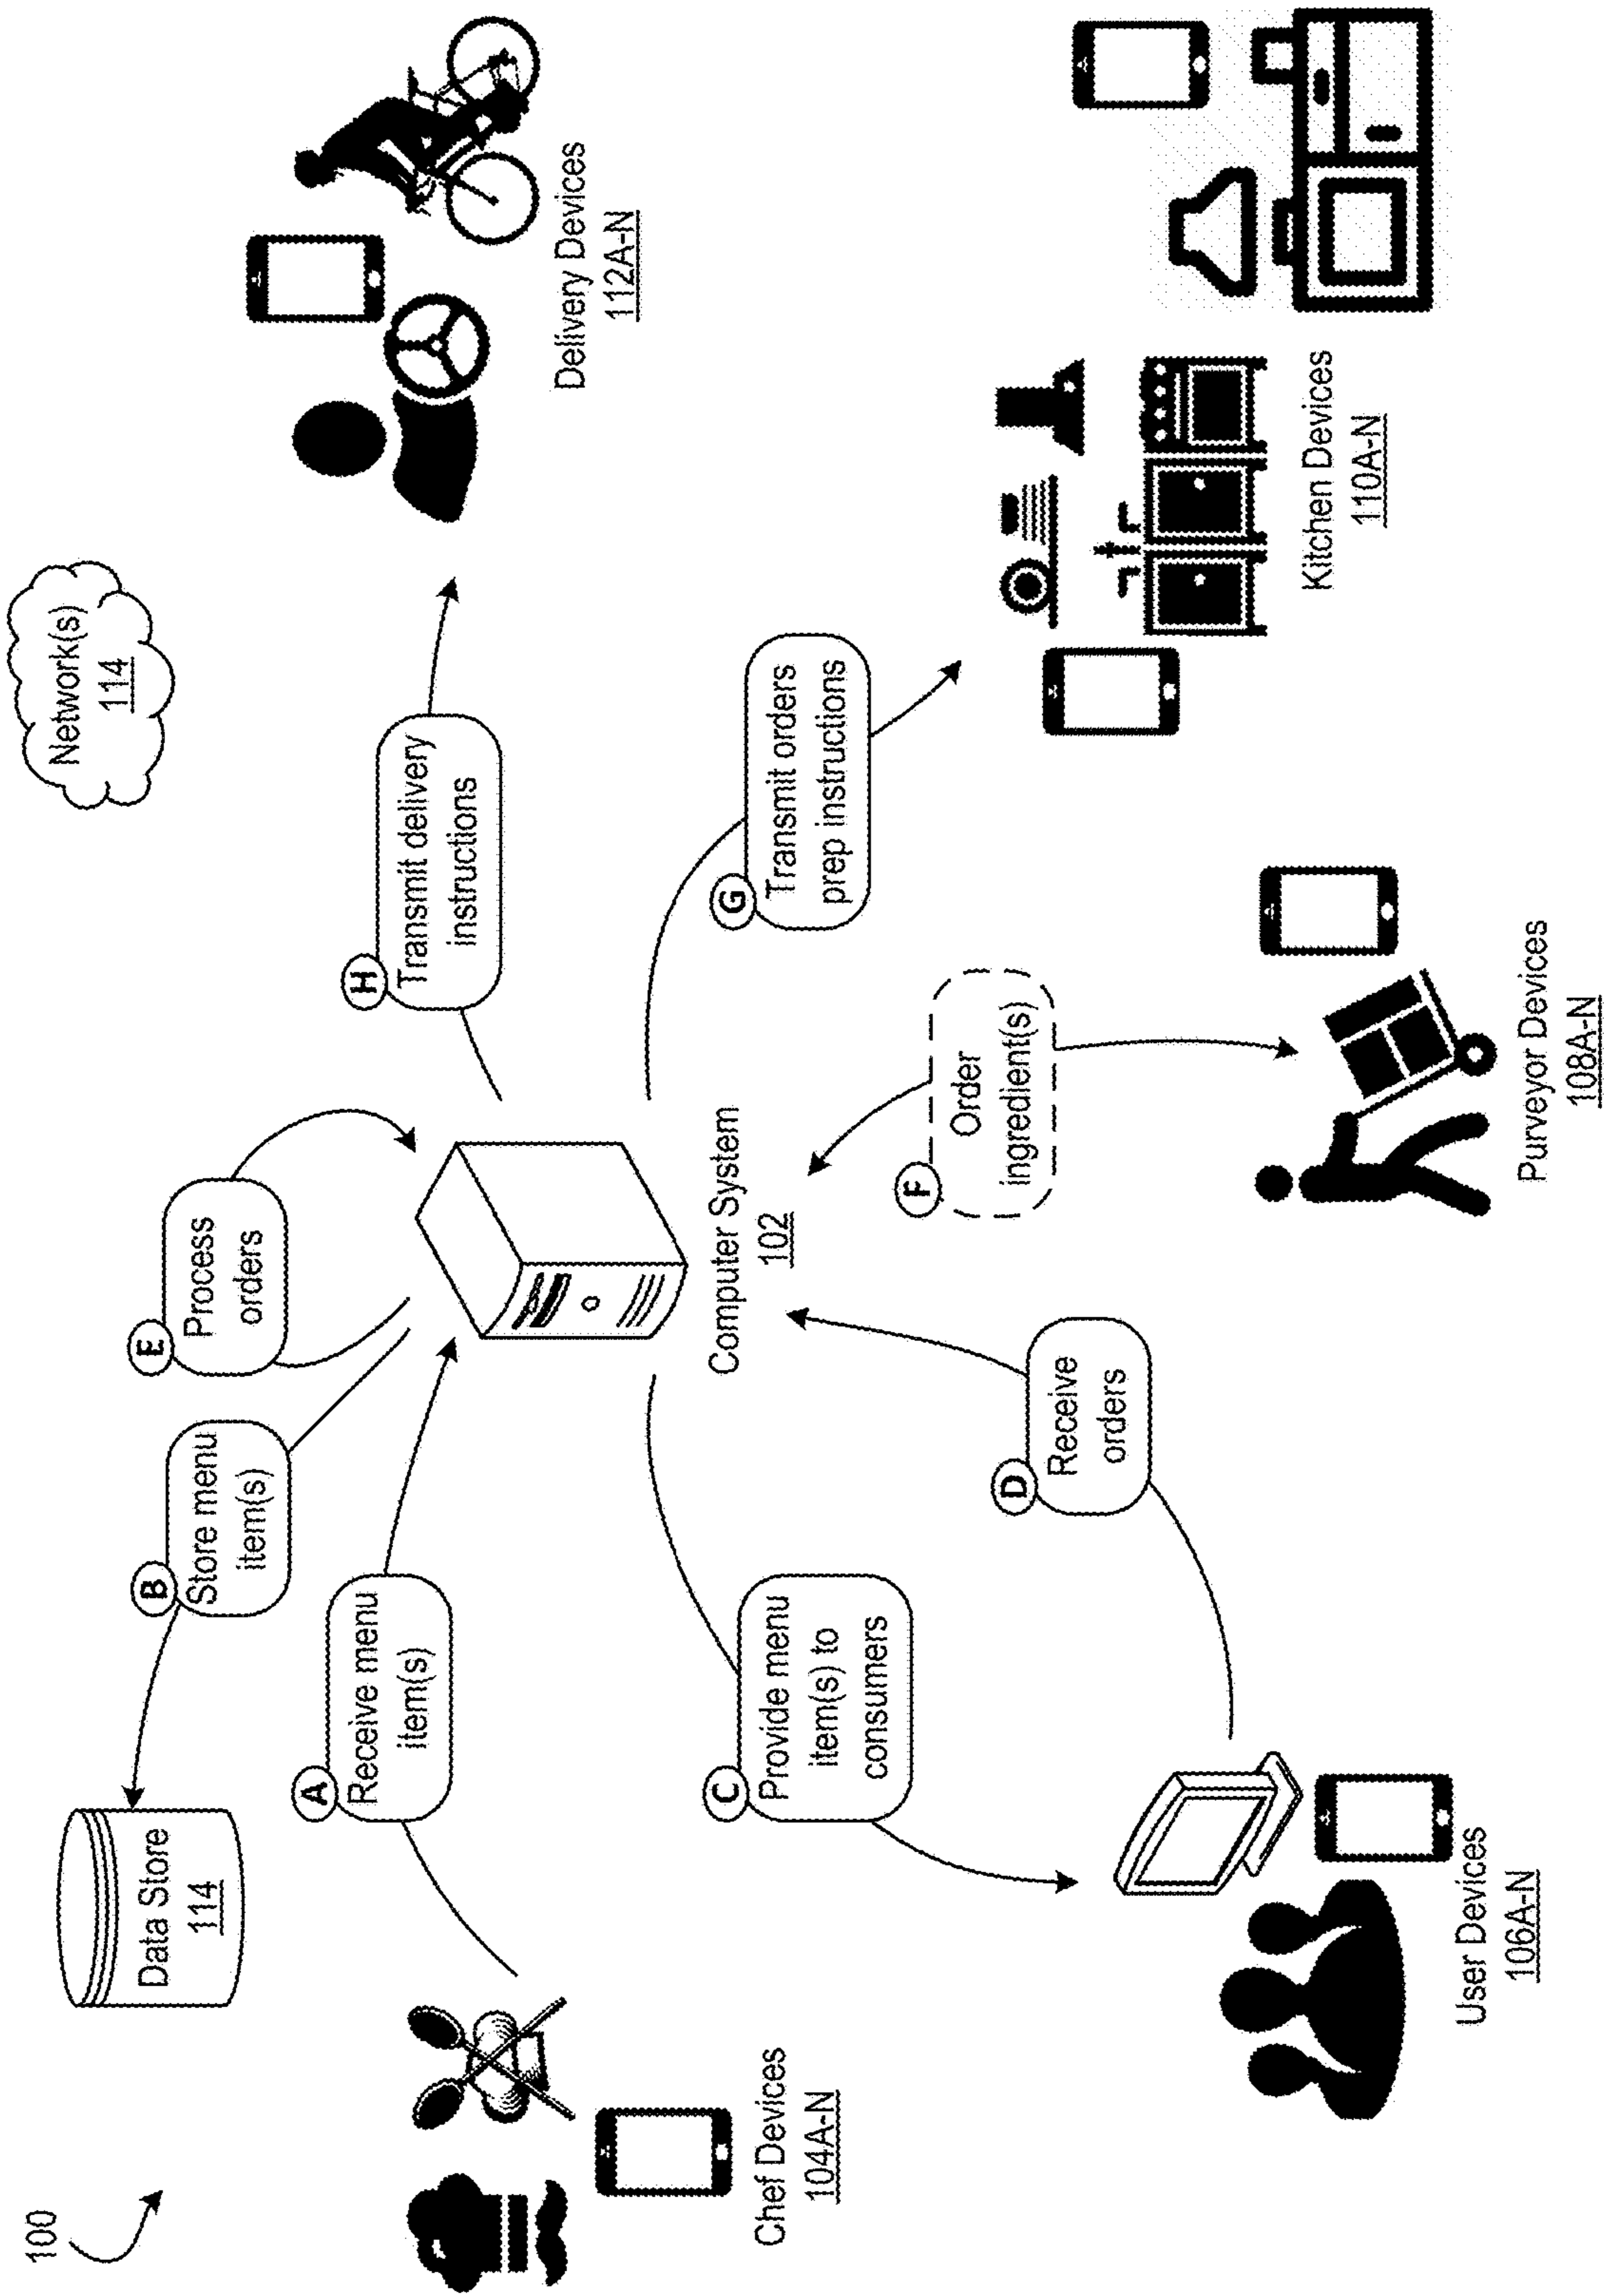 100
Data Store
114
B
Store menu
item(s)
E
Process
orders
Network(s)
114
A
Receive menu
item(s)
H
Transmit delivery
instructions
Delivery Devices
112A-N
Chef Devices
104A-N
Computer System
102
C
Provide menu
item(s) to
consumers
G
Transmit orders
prep instructions
D
Receive
orders
F
Order
ingredient(s)
Kitchen Devices
110A-N
User Devices
106A-N
Purveyor Devices
108A-N